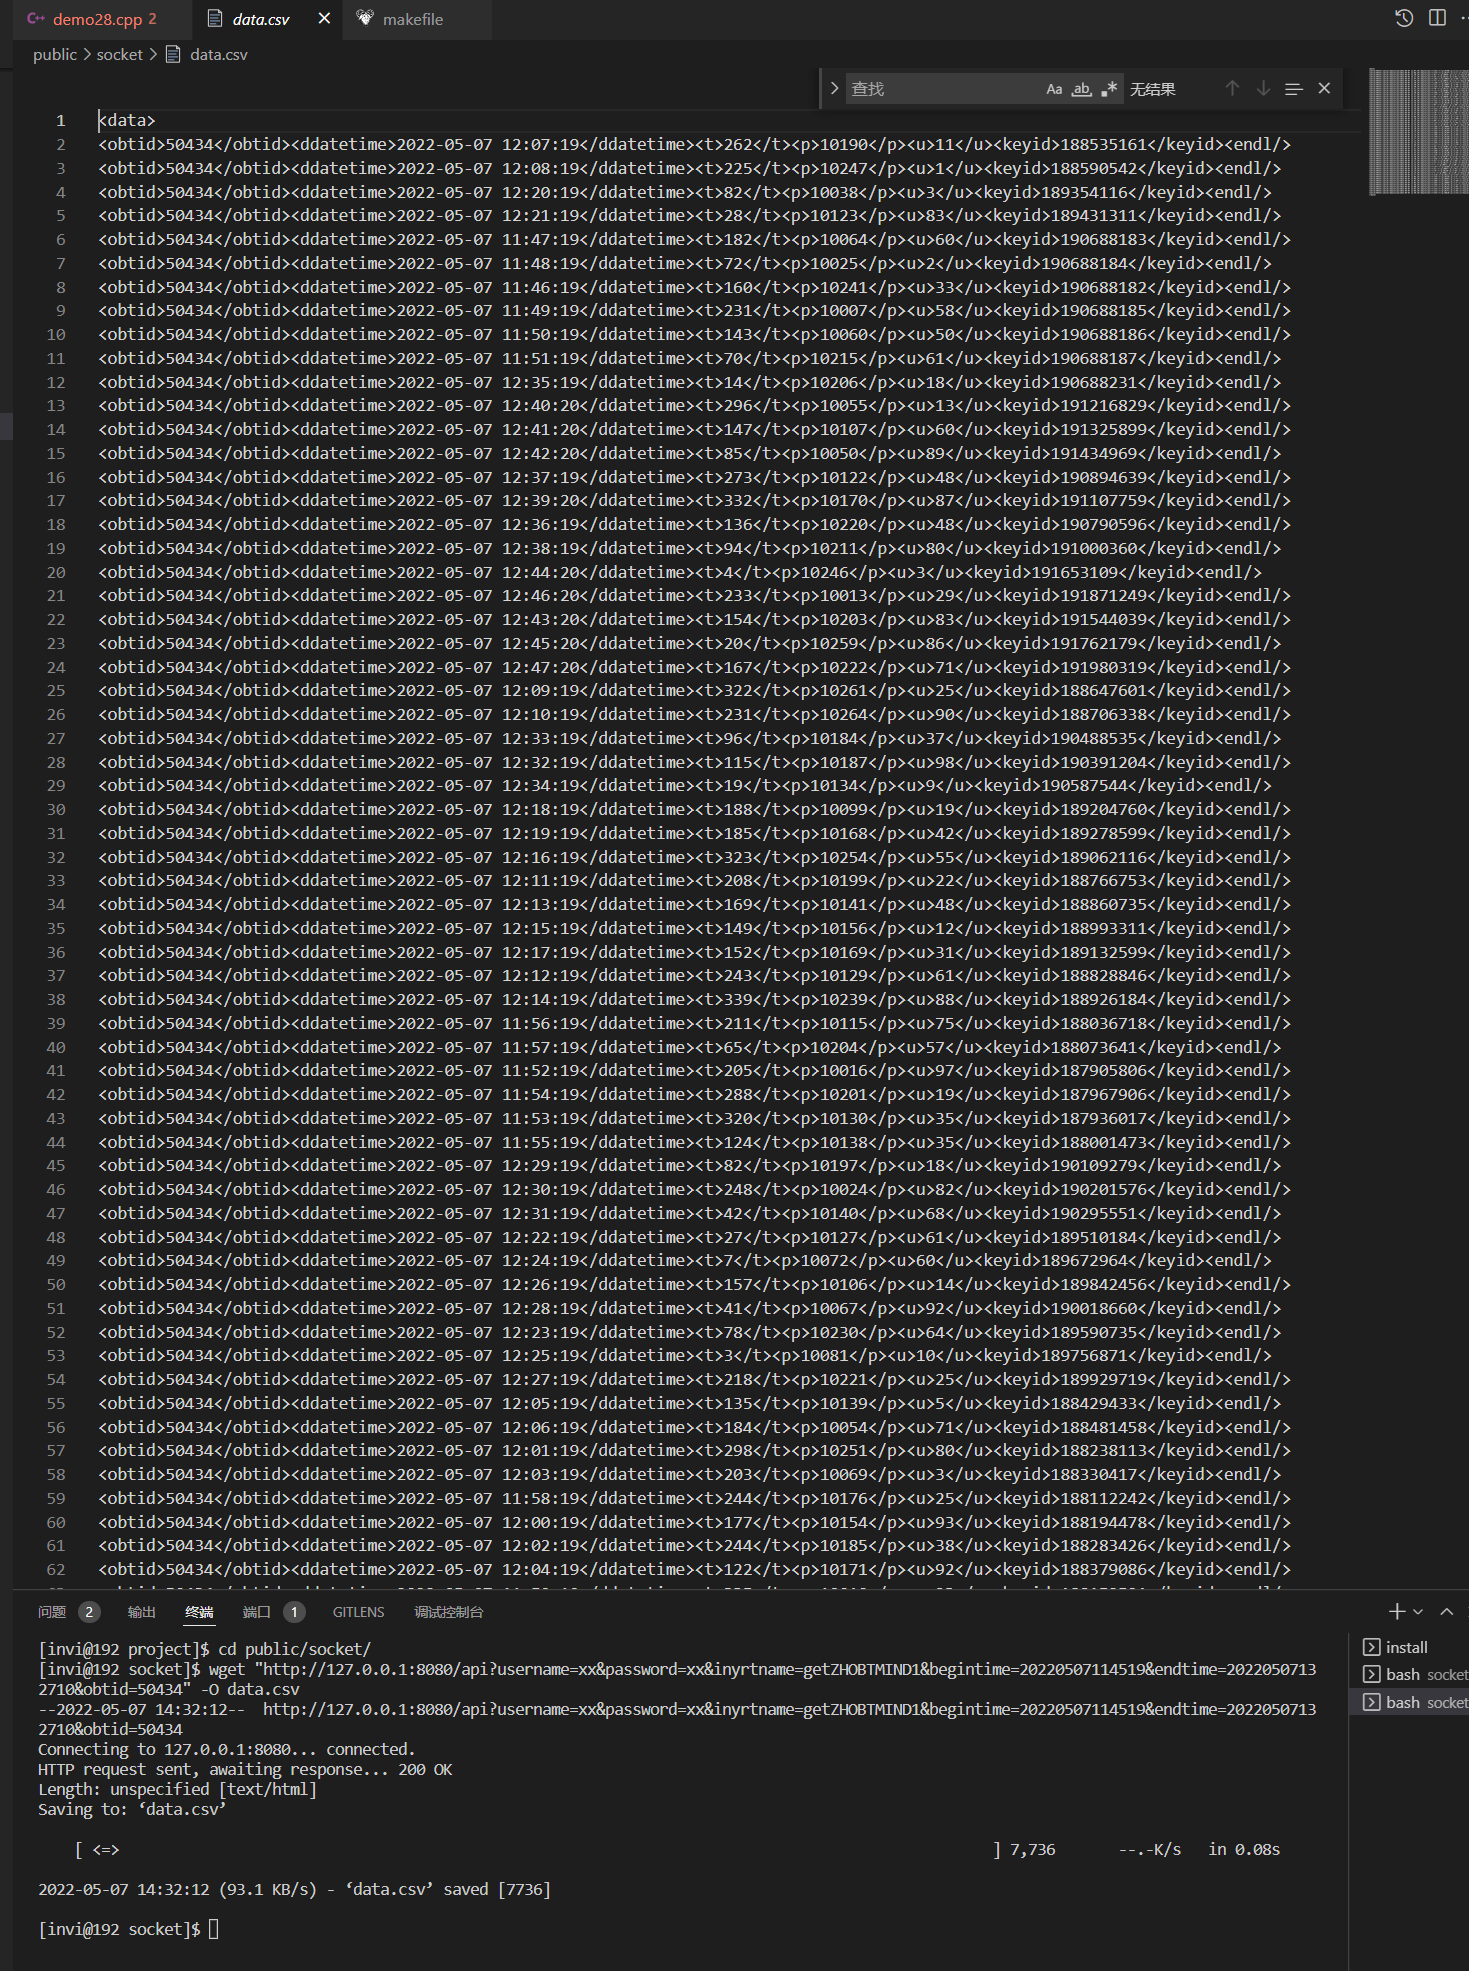 demo28.cpp 2
data.csv
makefile
public > socket > data.csv
查找
Aa ab .*
无结果
1 <data>
2 <obtid>50434</obtid><ddatetime>2022-05-07 12:07:19</ddatetime><t>262</t><p>10190</p><u>11</u><keyid>188535161</keyid><endl/>
3 <obtid>50434</obtid><ddatetime>2022-05-07 12:08:19</ddatetime><t>225</t><p>10247</p><u>1</u><keyid>188590542</keyid><endl/>
4 <obtid>50434</obtid><ddatetime>2022-05-07 12:20:19</ddatetime><t>82</t><p>10038</p><u>3</u><keyid>189354116</keyid><endl/>
5 <obtid>50434</obtid><ddatetime>2022-05-07 12:21:19</ddatetime><t>28</t><p>10123</p><u>83</u><keyid>189431311</keyid><endl/>
6 <obtid>50434</obtid><ddatetime>2022-05-07 11:47:19</ddatetime><t>182</t><p>10064</p><u>60</u><keyid>190688183</keyid><endl/>
7 <obtid>50434</obtid><ddatetime>2022-05-07 11:48:19</ddatetime><t>72</t><p>10025</p><u>2</u><keyid>190688184</keyid><endl/>
8 <obtid>50434</obtid><ddatetime>2022-05-07 11:46:19</ddatetime><t>160</t><p>10241</p><u>33</u><keyid>190688182</keyid><endl/>
9 <obtid>50434</obtid><ddatetime>2022-05-07 11:49:19</ddatetime><t>231</t><p>10007</p><u>58</u><keyid>190688185</keyid><endl/>
10 <obtid>50434</obtid><ddatetime>2022-05-07 11:50:19</ddatetime><t>143</t><p>10060</p><u>50</u><keyid>190688186</keyid><endl/>
11 <obtid>50434</obtid><ddatetime>2022-05-07 11:51:19</ddatetime><t>70</t><p>10215</p><u>61</u><keyid>190688187</keyid><endl/>
12 <obtid>50434</obtid><ddatetime>2022-05-07 12:35:19</ddatetime><t>14</t><p>10206</p><u>18</u><keyid>190688231</keyid><endl/>
13 <obtid>50434</obtid><ddatetime>2022-05-07 12:40:20</ddatetime><t>296</t><p>10055</p><u>13</u><keyid>191216829</keyid><endl/>
14 <obtid>50434</obtid><ddatetime>2022-05-07 12:41:20</ddatetime><t>147</t><p>10107</p><u>60</u><keyid>191325899</keyid><endl/>
15 <obtid>50434</obtid><ddatetime>2022-05-07 12:42:20</ddatetime><t>85</t><p>10050</p><u>89</u><keyid>191434969</keyid><endl/>
16 <obtid>50434</obtid><ddatetime>2022-05-07 12:37:19</ddatetime><t>273</t><p>10122</p><u>48</u><keyid>190894639</keyid><endl/>
17 <obtid>50434</obtid><ddatetime>2022-05-07 12:39:20</ddatetime><t>332</t><p>10170</p><u>87</u><keyid>191107759</keyid><endl/>
18 <obtid>50434</obtid><ddatetime>2022-05-07 12:36:19</ddatetime><t>136</t><p>10220</p><u>48</u><keyid>190790596</keyid><endl/>
19 <obtid>50434</obtid><ddatetime>2022-05-07 12:38:19</ddatetime><t>94</t><p>10211</p><u>80</u><keyid>191000360</keyid><endl/>
20 <obtid>50434</obtid><ddatetime>2022-05-07 12:44:20</ddatetime><t>4</t><p>10246</p><u>3</u><keyid>191653109</keyid><endl/>
21 <obtid>50434</obtid><ddatetime>2022-05-07 12:46:20</ddatetime><t>233</t><p>10013</p><u>29</u><keyid>191871249</keyid><endl/>
22 <obtid>50434</obtid><ddatetime>2022-05-07 12:43:20</ddatetime><t>154</t><p>10203</p><u>83</u><keyid>191544039</keyid><endl/>
23 <obtid>50434</obtid><ddatetime>2022-05-07 12:45:20</ddatetime><t>20</t><p>10259</p><u>86</u><keyid>191762179</keyid><endl/>
24 <obtid>50434</obtid><ddatetime>2022-05-07 12:47:20</ddatetime><t>167</t><p>10222</p><u>71</u><keyid>191980319</keyid><endl/>
25 <obtid>50434</obtid><ddatetime>2022-05-07 12:09:19</ddatetime><t>322</t><p>10261</p><u>25</u><keyid>188647601</keyid><endl/>
26 <obtid>50434</obtid><ddatetime>2022-05-07 12:10:19</ddatetime><t>231</t><p>10264</p><u>90</u><keyid>188706338</keyid><endl/>
27 <obtid>50434</obtid><ddatetime>2022-05-07 12:33:19</ddatetime><t>96</t><p>10184</p><u>37</u><keyid>190488535</keyid><endl/>
28 <obtid>50434</obtid><ddatetime>2022-05-07 12:32:19</ddatetime><t>115</t><p>10187</p><u>98</u><keyid>190391204</keyid><endl/>
29 <obtid>50434</obtid><ddatetime>2022-05-07 12:34:19</ddatetime><t>19</t><p>10134</p><u>9</u><keyid>190587544</keyid><endl/>
30 <obtid>50434</obtid><ddatetime>2022-05-07 12:18:19</ddatetime><t>188</t><p>10099</p><u>19</u><keyid>189204760</keyid><endl/>
31 <obtid>50434</obtid><ddatetime>2022-05-07 12:19:19</ddatetime><t>185</t><p>10168</p><u>42</u><keyid>189278599</keyid><endl/>
32 <obtid>50434</obtid><ddatetime>2022-05-07 12:16:19</ddatetime><t>323</t><p>10254</p><u>55</u><keyid>189062116</keyid><endl/>
33 <obtid>50434</obtid><ddatetime>2022-05-07 12:11:19</ddatetime><t>208</t><p>10199</p><u>22</u><keyid>188766753</keyid><endl/>
34 <obtid>50434</obtid><ddatetime>2022-05-07 12:13:19</ddatetime><t>169</t><p>10141</p><u>48</u><keyid>188860735</keyid><endl/>
35 <obtid>50434</obtid><ddatetime>2022-05-07 12:15:19</ddatetime><t>149</t><p>10156</p><u>12</u><keyid>188993311</keyid><endl/>
36 <obtid>50434</obtid><ddatetime>2022-05-07 12:17:19</ddatetime><t>152</t><p>10169</p><u>31</u><keyid>189132599</keyid><endl/>
37 <obtid>50434</obtid><ddatetime>2022-05-07 12:12:19</ddatetime><t>243</t><p>10129</p><u>61</u><keyid>188828846</keyid><endl/>
38 <obtid>50434</obtid><ddatetime>2022-05-07 12:14:19</ddatetime><t>339</t><p>10239</p><u>88</u><keyid>188926184</keyid><endl/>
39 <obtid>50434</obtid><ddatetime>2022-05-07 11:56:19</ddatetime><t>211</t><p>10115</p><u>75</u><keyid>188036718</keyid><endl/>
40 <obtid>50434</obtid><ddatetime>2022-05-07 11:57:19</ddatetime><t>65</t><p>10204</p><u>57</u><keyid>188073641</keyid><endl/>
41 <obtid>50434</obtid><ddatetime>2022-05-07 11:52:19</ddatetime><t>205</t><p>10016</p><u>97</u><keyid>187905806</keyid><endl/>
42 <obtid>50434</obtid><ddatetime>2022-05-07 11:54:19</ddatetime><t>288</t><p>10201</p><u>19</u><keyid>187967906</keyid><endl/>
43 <obtid>50434</obtid><ddatetime>2022-05-07 11:53:19</ddatetime><t>320</t><p>10130</p><u>35</u><keyid>187936017</keyid><endl/>
44 <obtid>50434</obtid><ddatetime>2022-05-07 11:55:19</ddatetime><t>124</t><p>10138</p><u>35</u><keyid>188001473</keyid><endl/>
45 <obtid>50434</obtid><ddatetime>2022-05-07 12:29:19</ddatetime><t>82</t><p>10197</p><u>18</u><keyid>190109279</keyid><endl/>
46 <obtid>50434</obtid><ddatetime>2022-05-07 12:30:19</ddatetime><t>248</t><p>10024</p><u>82</u><keyid>190201576</keyid><endl/>
47 <obtid>50434</obtid><ddatetime>2022-05-07 12:31:19</ddatetime><t>42</t><p>10140</p><u>68</u><keyid>190295551</keyid><endl/>
48 <obtid>50434</obtid><ddatetime>2022-05-07 12:22:19</ddatetime><t>27</t><p>10127</p><u>61</u><keyid>189510184</keyid><endl/>
49 <obtid>50434</obtid><ddatetime>2022-05-07 12:24:19</ddatetime><t>7</t><p>10072</p><u>60</u><keyid>189672964</keyid><endl/>
50 <obtid>50434</obtid><ddatetime>2022-05-07 12:26:19</ddatetime><t>157</t><p>10106</p><u>14</u><keyid>189842456</keyid><endl/>
51 <obtid>50434</obtid><ddatetime>2022-05-07 12:28:19</ddatetime><t>41</t><p>10067</p><u>92</u><keyid>190018660</keyid><endl/>
52 <obtid>50434</obtid><ddatetime>2022-05-07 12:23:19</ddatetime><t>78</t><p>10230</p><u>64</u><keyid>189590735</keyid><endl/>
53 <obtid>50434</obtid><ddatetime>2022-05-07 12:25:19</ddatetime><t>3</t><p>10081</p><u>10</u><keyid>189756871</keyid><endl/>
54 <obtid>50434</obtid><ddatetime>2022-05-07 12:27:19</ddatetime><t>218</t><p>10221</p><u>25</u><keyid>189929719</keyid><endl/>
55 <obtid>50434</obtid><ddatetime>2022-05-07 12:05:19</ddatetime><t>135</t><p>10139</p><u>5</u><keyid>188429433</keyid><endl/>
56 <obtid>50434</obtid><ddatetime>2022-05-07 12:06:19</ddatetime><t>184</t><p>10054</p><u>71</u><keyid>188481458</keyid><endl/>
57 <obtid>50434</obtid><ddatetime>2022-05-07 12:01:19</ddatetime><t>298</t><p>10251</p><u>80</u><keyid>188238113</keyid><endl/>
58 <obtid>50434</obtid><ddatetime>2022-05-07 12:03:19</ddatetime><t>203</t><p>10069</p><u>3</u><keyid>188330417</keyid><endl/>
59 <obtid>50434</obtid><ddatetime>2022-05-07 11:58:19</ddatetime><t>244</t><p>10176</p><u>25</u><keyid>188112242</keyid><endl/>
60 <obtid>50434</obtid><ddatetime>2022-05-07 12:00:19</ddatetime><t>177</t><p>10154</p><u>93</u><keyid>188194478</keyid><endl/>
61 <obtid>50434</obtid><ddatetime>2022-05-07 12:02:19</ddatetime><t>244</t><p>10185</p><u>38</u><keyid>188283426</keyid><endl/>
62 <obtid>50434</obtid><ddatetime>2022-05-07 12:04:19</ddatetime><t>122</t><p>10171</p><u>92</u><keyid>188379086</keyid><endl/>
问题 2 输出 终端 端口 1 GITLENS 调试控制台
[invi@192 project]$ cd public/socket/
[invi@192 socket]$ wget "http://127.0.0.1:8080/api?username=xx&password=xx&inyrtname=getZHOBTMIND1&begintime=20220507114519&endtime=2022050713
2710&obtid=50434" -O data.csv
--2022-05-07 14:32:12--  http://127.0.0.1:8080/api?username=xx&password=xx&inyrtname=getZHOBTMIND1&begintime=20220507114519&endtime=2022050713
2710&obtid=50434
Connecting to 127.0.0.1:8080... connected.
HTTP request sent, awaiting response... 200 OK
Length: unspecified [text/html]
Saving to: ‘data.csv’
[ <=> ] 7,736 --.-K/s in 0.08s
2022-05-07 14:32:12 (93.1 KB/s) - ‘data.csv’ saved [7736]
[invi@192 socket]$
install
bash socket
bash socket